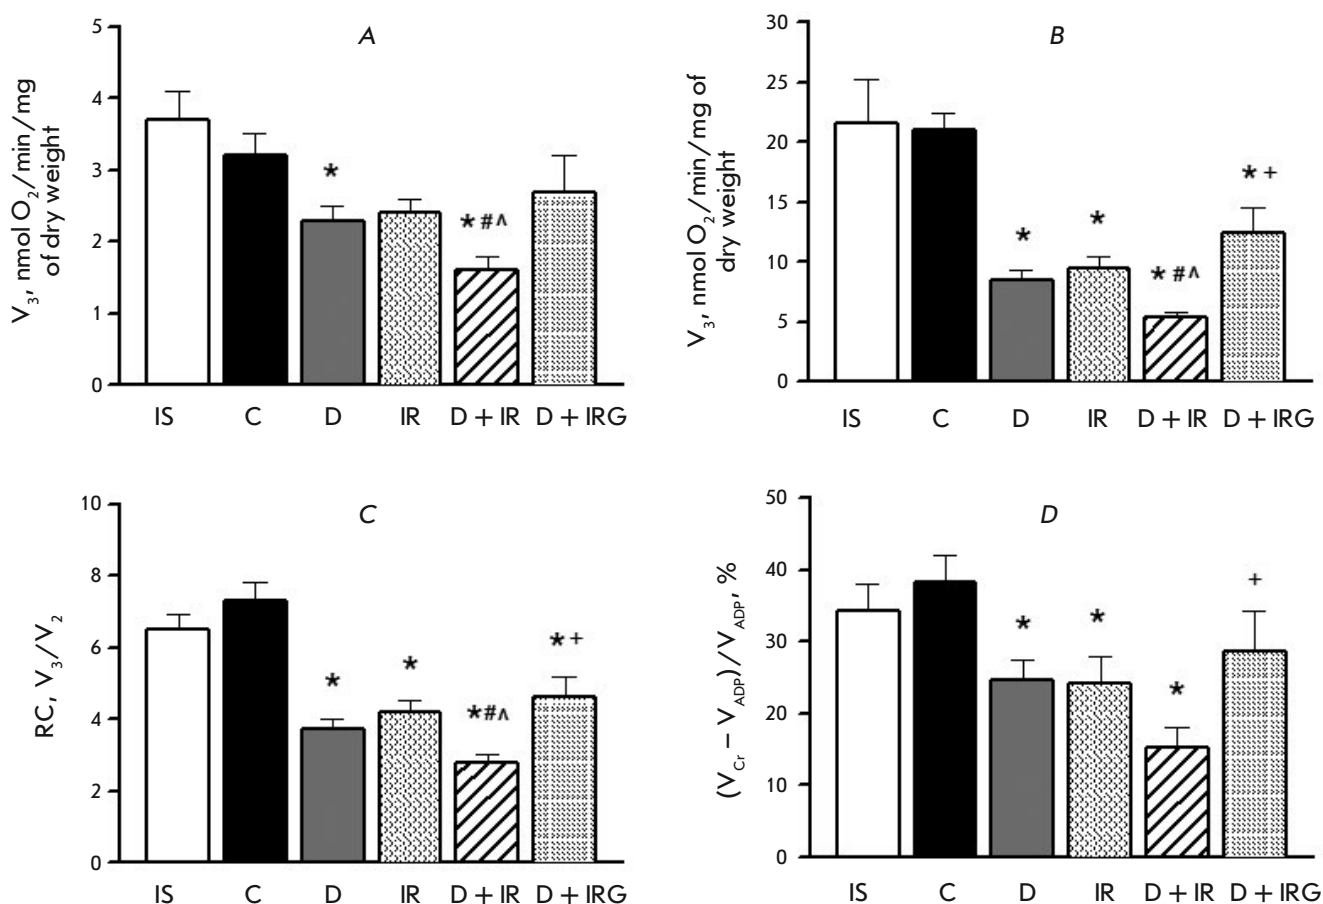 A
V3, nmol O2/min/mg
of dry weight
5
4
3
2
1
0
*
*#^
IS C D IR D + IR D + IRG
B
V3, nmol O2/min/mg of
dry weight
30
25
20
15
10
5
0
*
*
*#^
*+
IS C D IR D + IR D + IRG
C
RC, V3/V2
10
8
6
4
2
0
*
*
*#^
*+
IS C D IR D + IR D + IRG
D
(VCr – VADP)/VADP, %
50
40
30
20
10
0
*
*
*
+
IS C D IR D + IR D + IRG